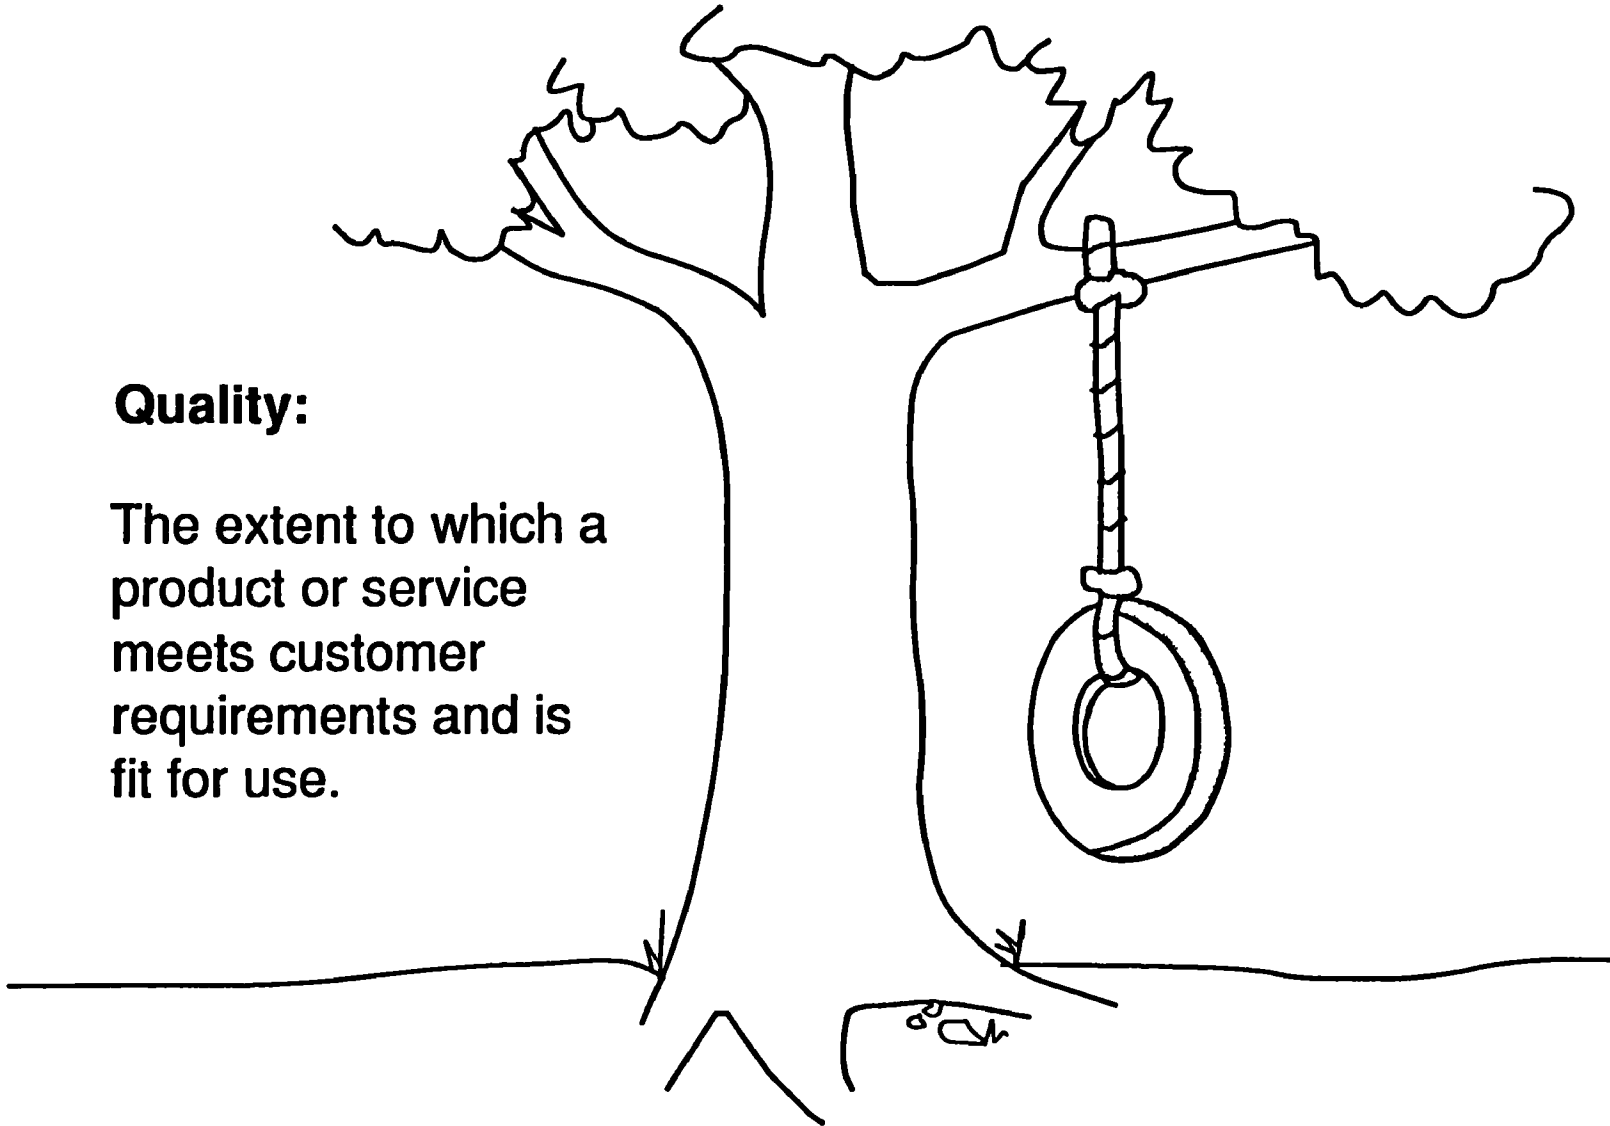 Quality:
The extent to which a
product or service
meets customer
requirements and is
fit for use.